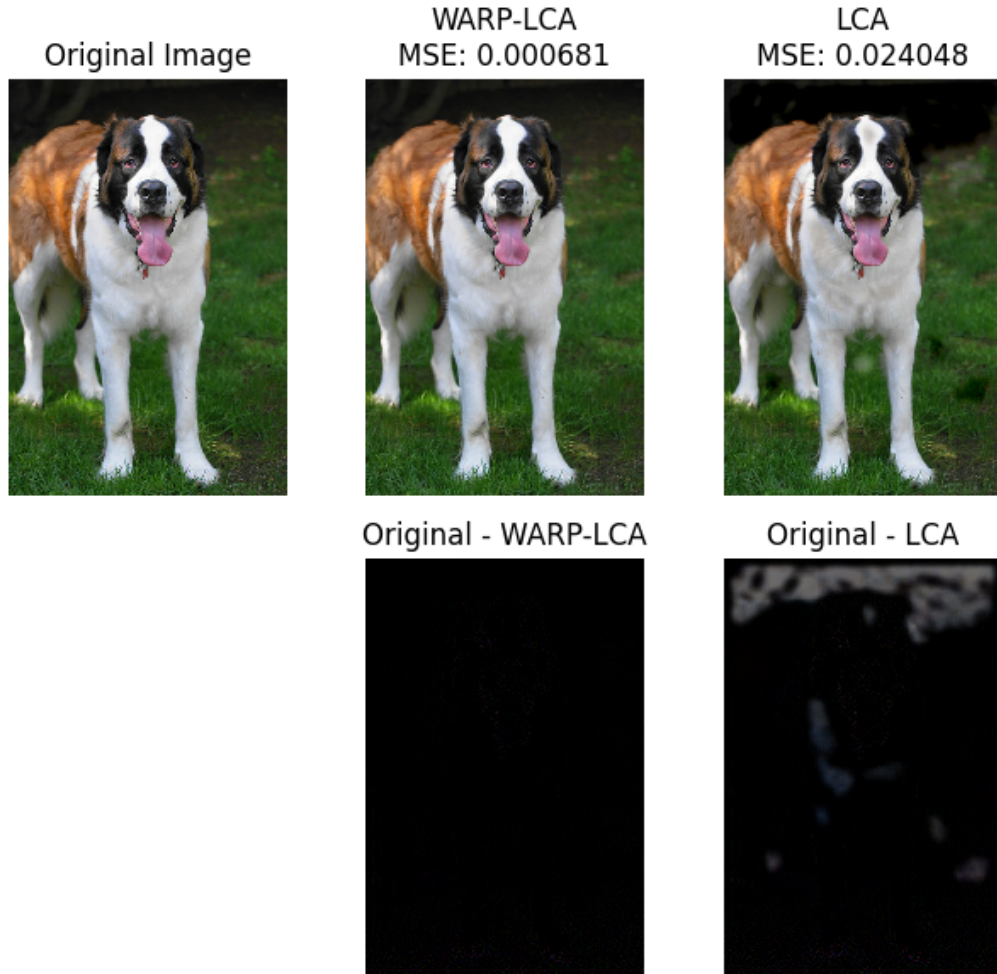 Original Image
WARP-LCA
MSE: 0.000681
LCA
MSE: 0.024048
Original - WARP-LCA
Original - LCA